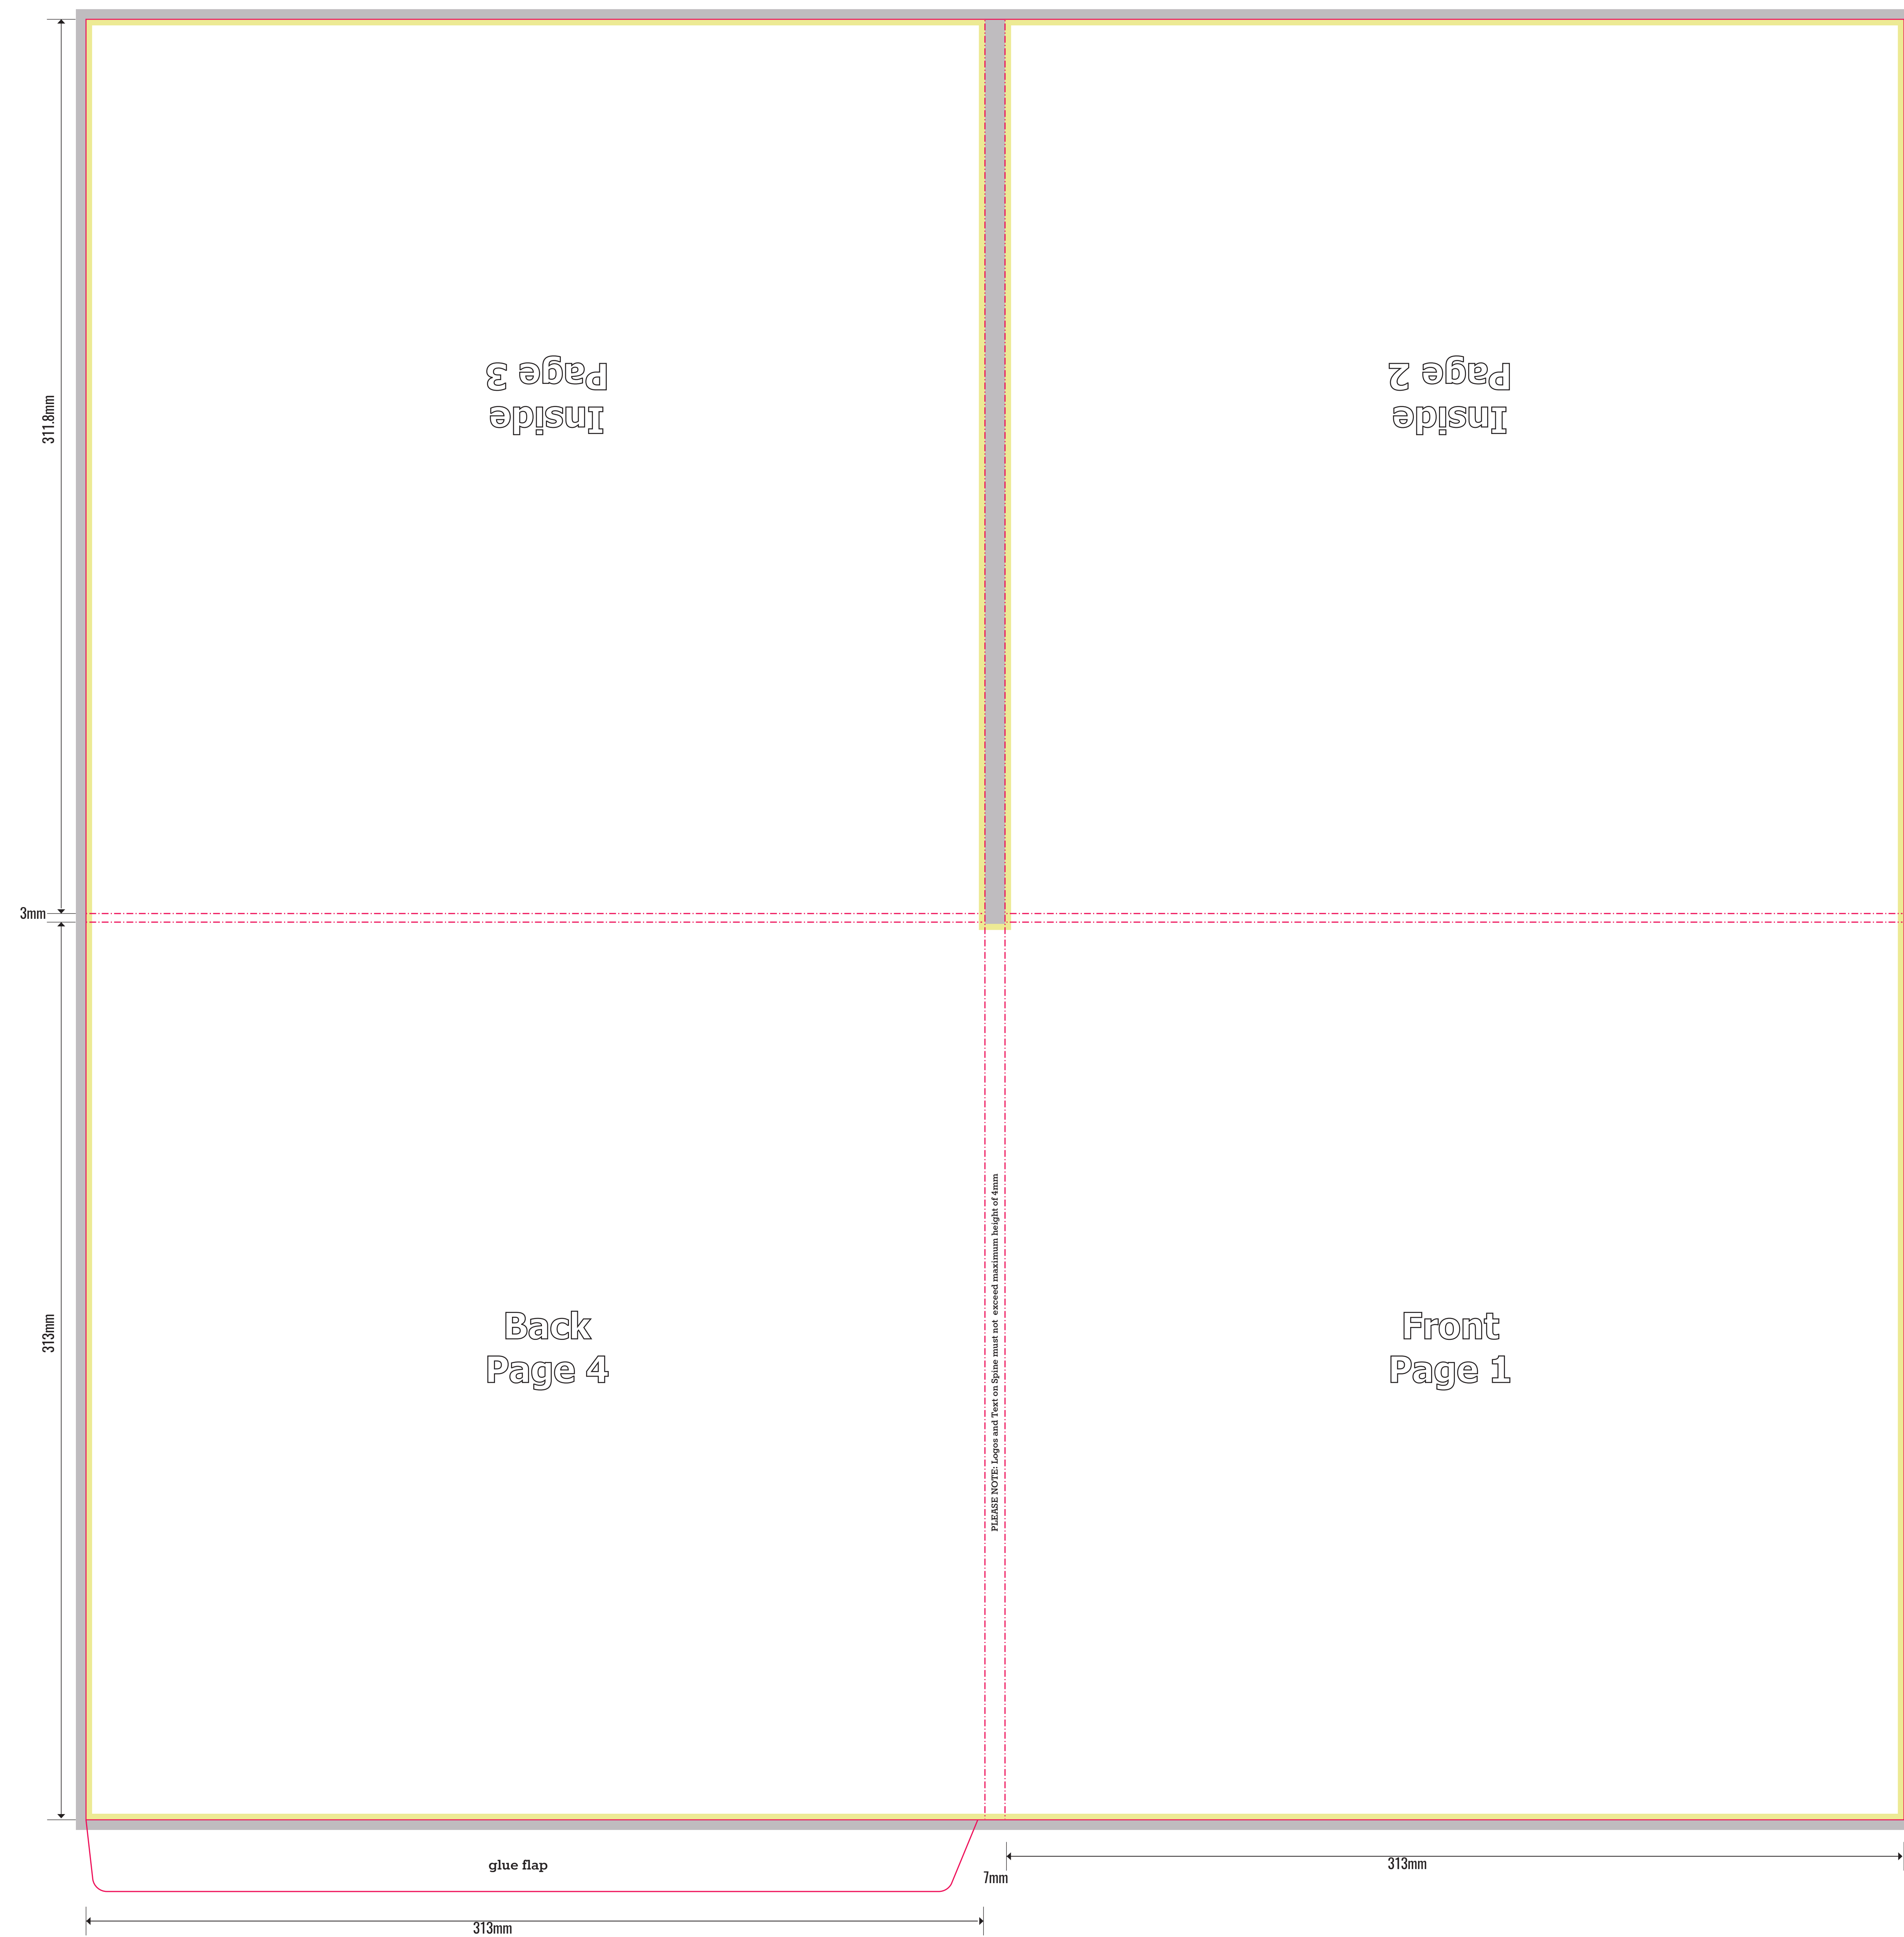 Inside
Page 3
Inside
Page 2
311.8mm
3mm
313mm
Back
Page 4
PLEASE NOTE: Logos and Text on Spine must not exceed maximum height of 4mm
Front
Page 1
glue flap
7mm
313mm
313mm